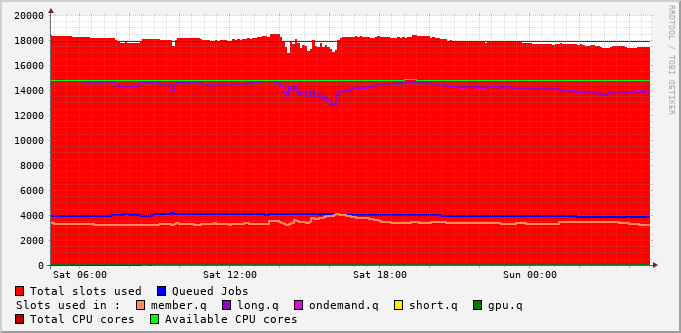 RRDTOOL / TOBI OETIKER
20000
18000
16000
14000
12000
10000
8000
6000
4000
2000
0
Sat 06:00 Sat 12:00 Sat 18:00 Sun 00:00
Total slots used Queued Jobs
Slots used in : member.q long.q ondemand.q short.q gpu.q
Total CPU cores Available CPU cores